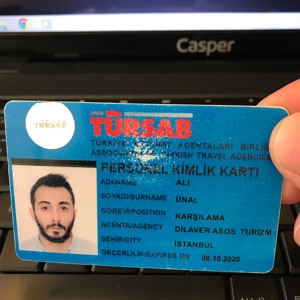 Casper
TÜRSAB
TÜRSAB
TÜRKİYE SEYAHAT ACENTALARI BİRLİĞİ
ASSOCIATION TURKISH TRAVEL AGENCIES
PERSONEL KİMLİK KARTI
ADI/NAME ALİ
SOYADI/SURNAME ÜNAL
GÖREVİ/POSITION KARŞILAMA
ACENTA/AGENCY DİLAVER ASOS TURİZM
ŞEHİR/CITY İSTANBUL
GEÇERLİLİK/EXPIRES ON 08.10.2020